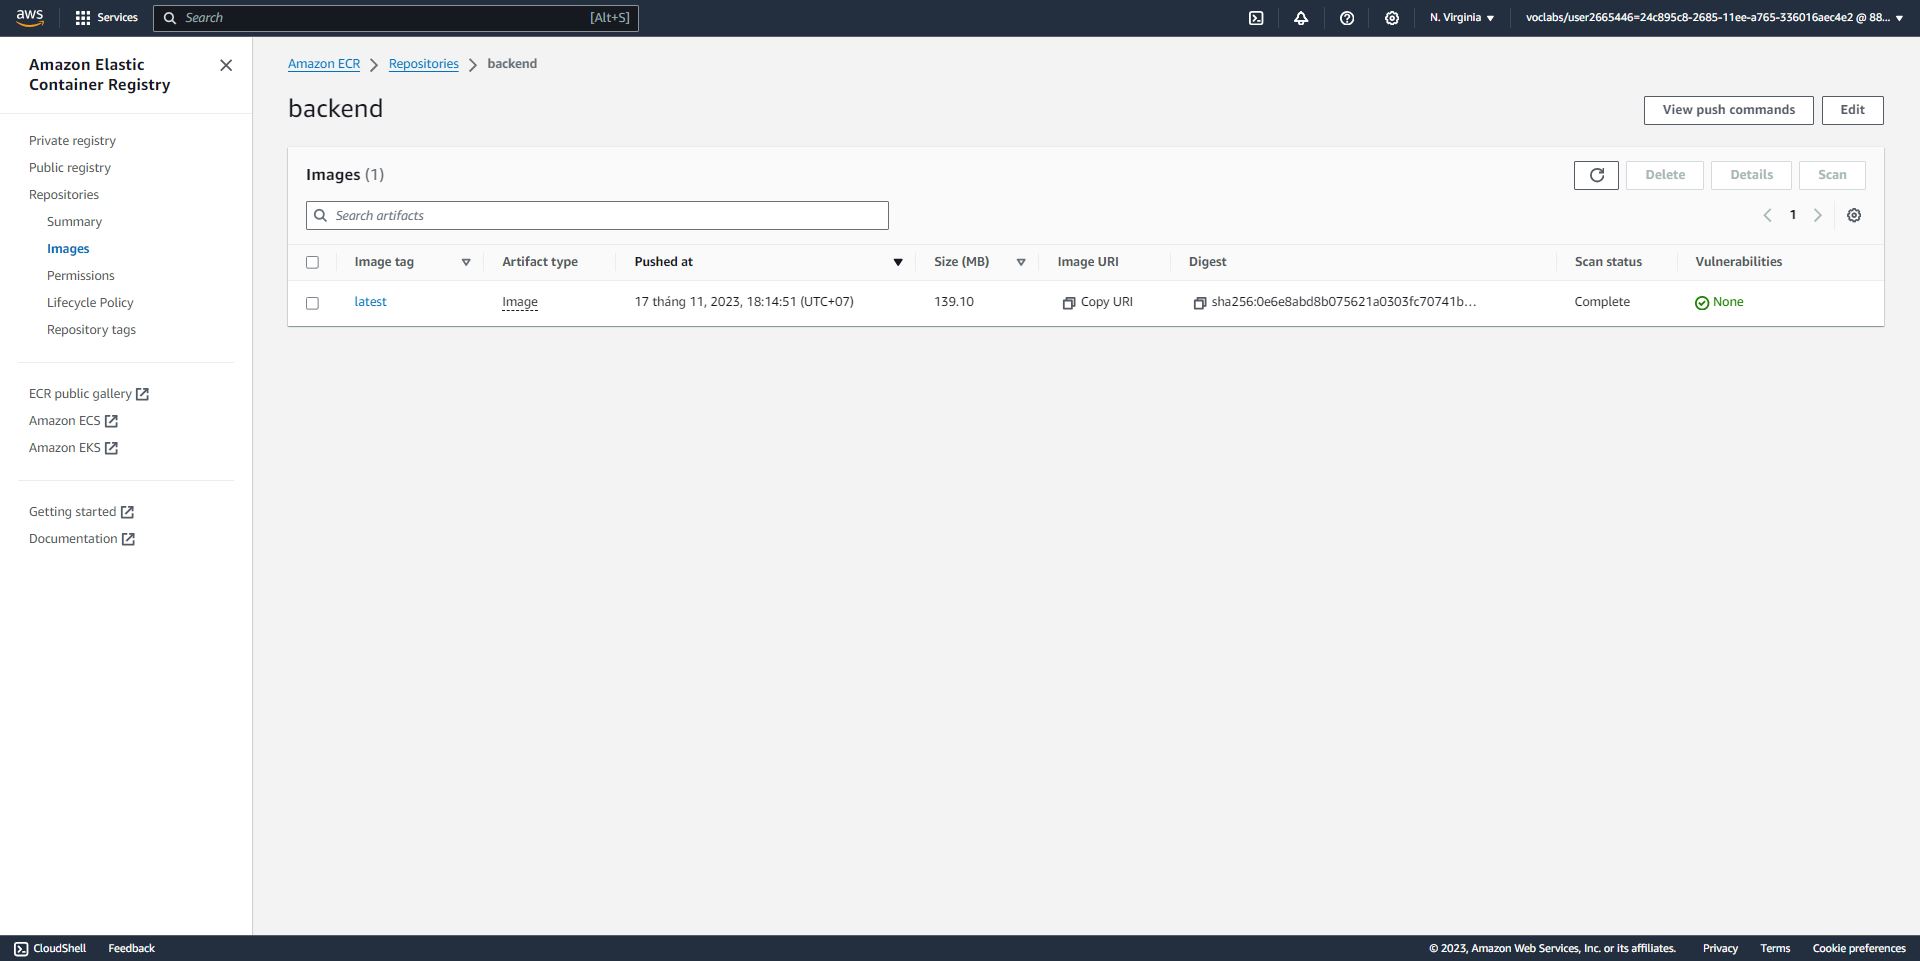 aws
Services
Search
[Alt+S]
N. Virginia
voclabs/user2665446=24c895c8-2685-11ee-a765-336016aec4e2 @ 88...
Amazon Elastic
Container Registry
Private registry
Public registry
Repositories
Summary
Images
Permissions
Lifecycle Policy
Repository tags
ECR public gallery
Amazon ECS
Amazon EKS
Getting started
Documentation
Amazon ECR
Repositories
backend
backend
View push commands
Edit
Images (1)
Delete
Details
Scan
Search artifacts
1
Image tag
Artifact type
Pushed at
Size (MB)
Image URI
Digest
Scan status
Vulnerabilities
latest
Image
17 tháng 11, 2023, 18:14:51 (UTC+07)
139.10
Copy URI
sha256:0e6e8abd8b075621a0303fc70741b...
Complete
None
CloudShell
Feedback
© 2023, Amazon Web Services, Inc. or its affiliates.
Privacy
Terms
Cookie preferences